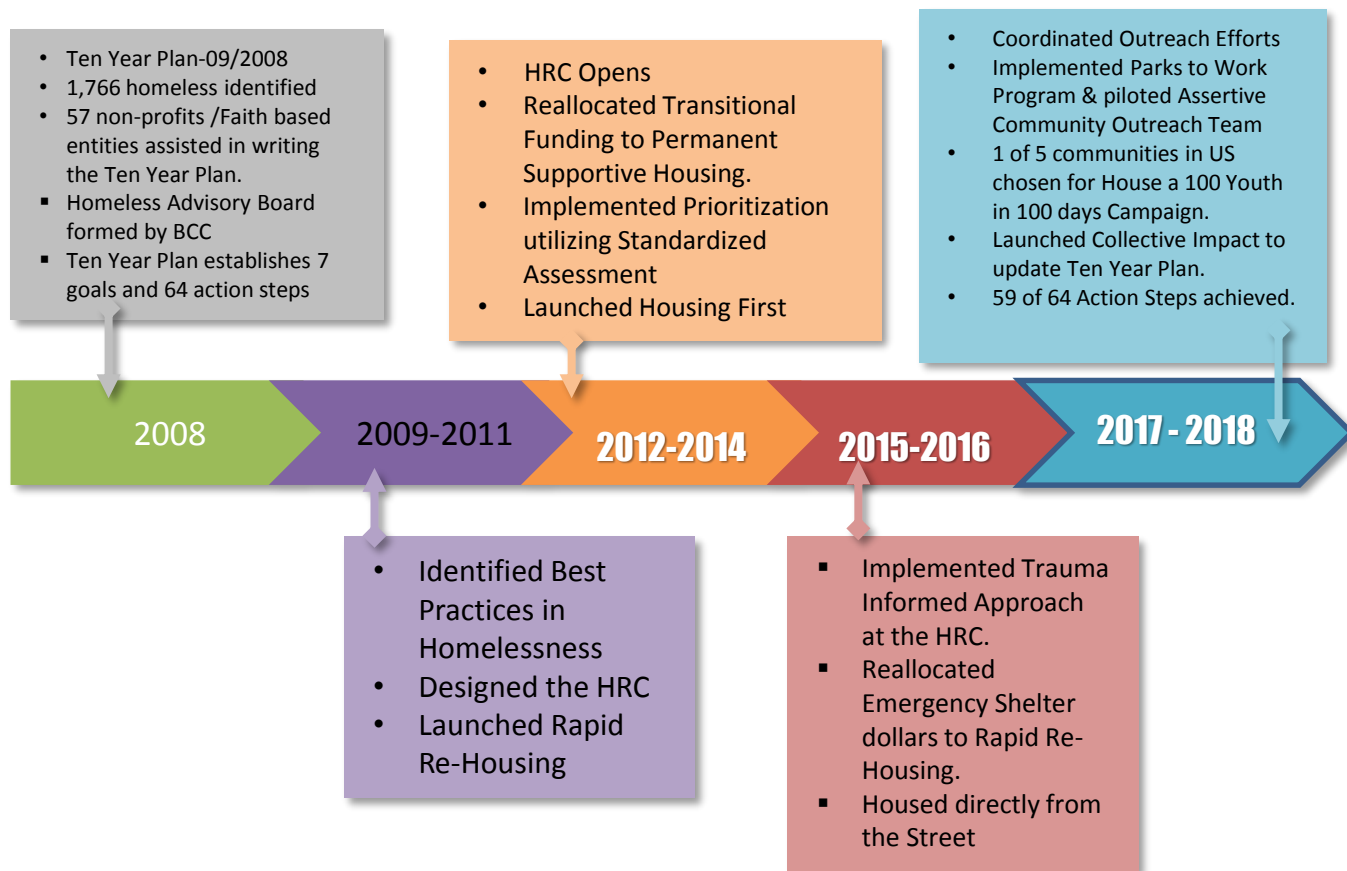 • Ten Year Plan-09/2008
• 1,766 homeless identified
• 57 non-profits /Faith based
entities assisted in writing
the Ten Year Plan.
▪ Homeless Advisory Board
formed by BCC
▪ Ten Year Plan establishes 7
goals and 64 action steps
• HRC Opens
• Reallocated Transitional
Funding to Permanent
Supportive Housing.
• Implemented Prioritization
utilizing Standardized
Assessment
• Launched Housing First
• Coordinated Outreach Efforts
• Implemented Parks to Work
Program & piloted Assertive
Community Outreach Team
• 1 of 5 communities in US
chosen for House a 100 Youth
in 100 days Campaign.
• Launched Collective Impact to
update Ten Year Plan.
• 59 of 64 Action Steps achieved.
2008
2009-2011
2012-2014
2015-2016
2017 - 2018
• Identified Best
Practices in
Homelessness
• Designed the HRC
• Launched Rapid
Re-Housing
▪ Implemented Trauma
Informed Approach
at the HRC.
▪ Reallocated
Emergency Shelter
dollars to Rapid Re-
Housing.
▪ Housed directly from
the Street